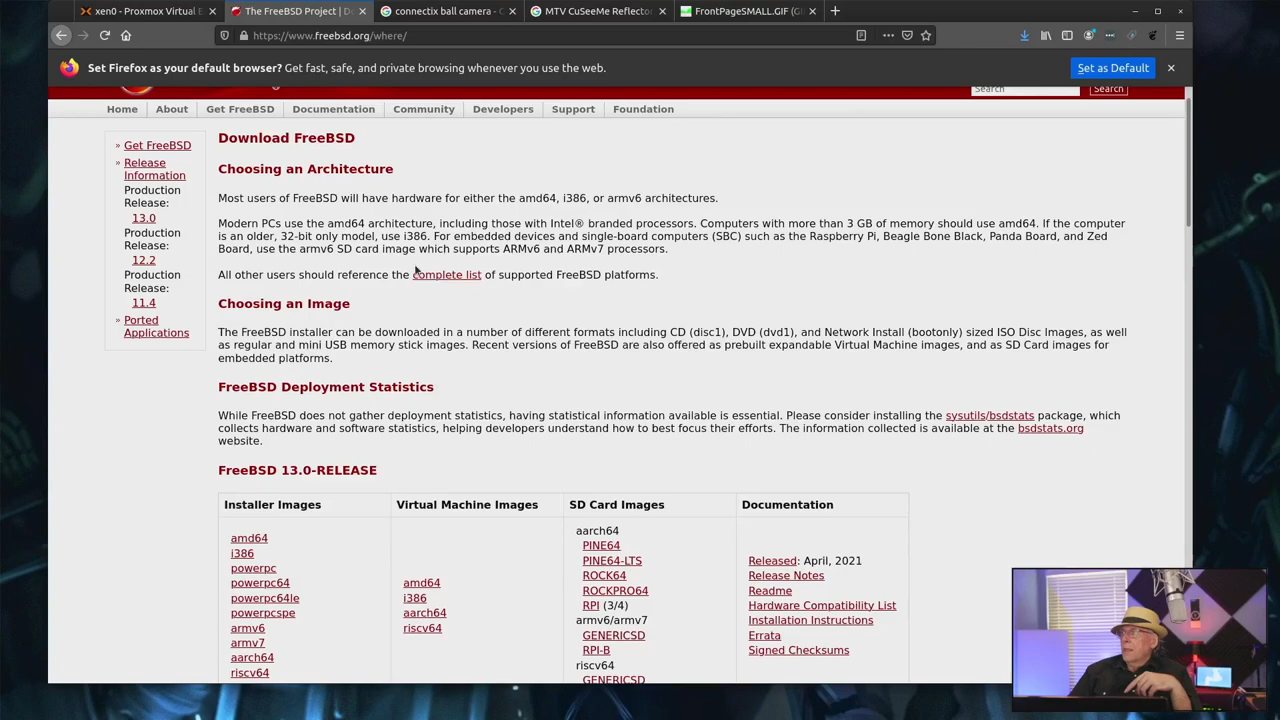 xen0 - Proxmox Virtual E
The FreeBSD Project | Do
connectix ball camera - G
MTV CuSeeMe Reflector
FrontPageSMALL.GIF (GI
https://www.freebsd.org/where/
Set Firefox as your default browser? Get fast, safe, and private browsing whenever you use the web.
Set as Default
Search
Search
Home
About
Get FreeBSD
Documentation
Community
Developers
Support
Foundation
» Get FreeBSD
» Release
Information
Production
Release:
13.0
Production
Release:
12.2
Production
Release:
11.4
» Ported
Applications
Download FreeBSD
Choosing an Architecture
Most users of FreeBSD will have hardware for either the amd64, i386, or armv6 architectures.
Modern PCs use the amd64 architecture, including those with Intel® branded processors. Computers with more than 3 GB of memory should use amd64. If the computer
is an older, 32-bit only model, use i386. For embedded devices and single-board computers (SBC) such as the Raspberry Pi, Beagle Bone Black, Panda Board, and Zed
Board, use the armv6 SD card image which supports ARMv6 and ARMv7 processors.
All other users should reference the complete list of supported FreeBSD platforms.
Choosing an Image
The FreeBSD installer can be downloaded in a number of different formats including CD (disc1), DVD (dvd1), and Network Install (bootonly) sized ISO Disc Images, as well
as regular and mini USB memory stick images. Recent versions of FreeBSD are also offered as prebuilt expandable Virtual Machine images, and as SD Card images for
embedded platforms.
FreeBSD Deployment Statistics
While FreeBSD does not gather deployment statistics, having statistical information available is essential. Please consider installing the sysutils/bsdstats package, which
collects hardware and software statistics, helping developers understand how to best focus their efforts. The information collected is available at the bsdstats.org
website.
FreeBSD 13.0-RELEASE
Installer Images
amd64
i386
powerpc
powerpc64
powerpc64le
powerpcspe
armv6
armv7
aarch64
riscv64
Virtual Machine Images
amd64
i386
aarch64
riscv64
SD Card Images
aarch64
PINE64
PINE64-LTS
ROCK64
ROCKPRO64
RPI (3/4)
armv6/armv7
GENERICSD
RPI-B
riscv64
GENERICSD
Documentation
Released: April, 2021
Release Notes
Readme
Hardware Compatibility List
Installation Instructions
Errata
Signed Checksums